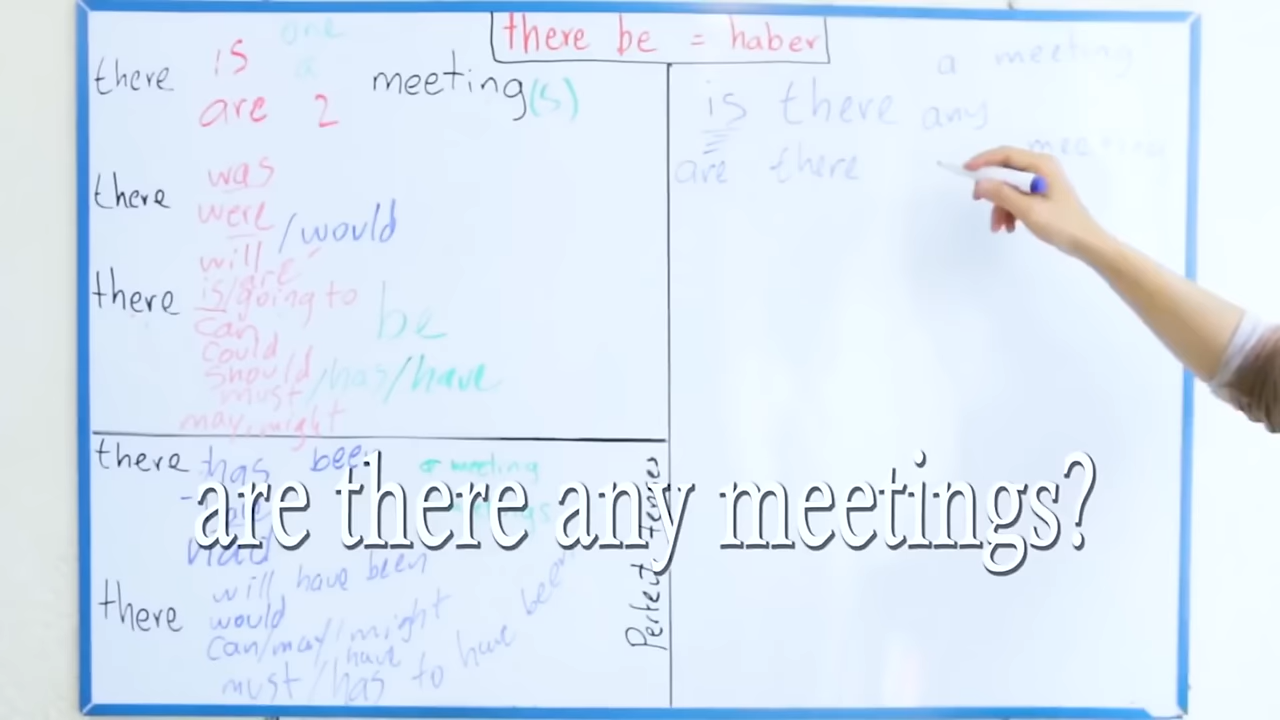 there be = haber
one
there is a meeting(s)
are 2
there was
were
/would
will
there is/are going to be
can
could
should/has/have
must
may, might
there has been a meeting
had
will have been
there would
can/may/might
have
must/has to have been
Perfect tenses
a meeting
is there any
are there
are there any meetings?